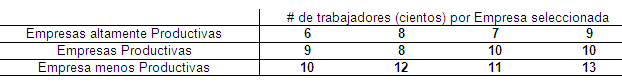 # de trabajadores (cientos) por Empresa seleccionada
Empresas altamente Productivas 6 8 7 9
Empresas Productivas 9 8 10 10
Empresa menos Productivas 10 12 11 13